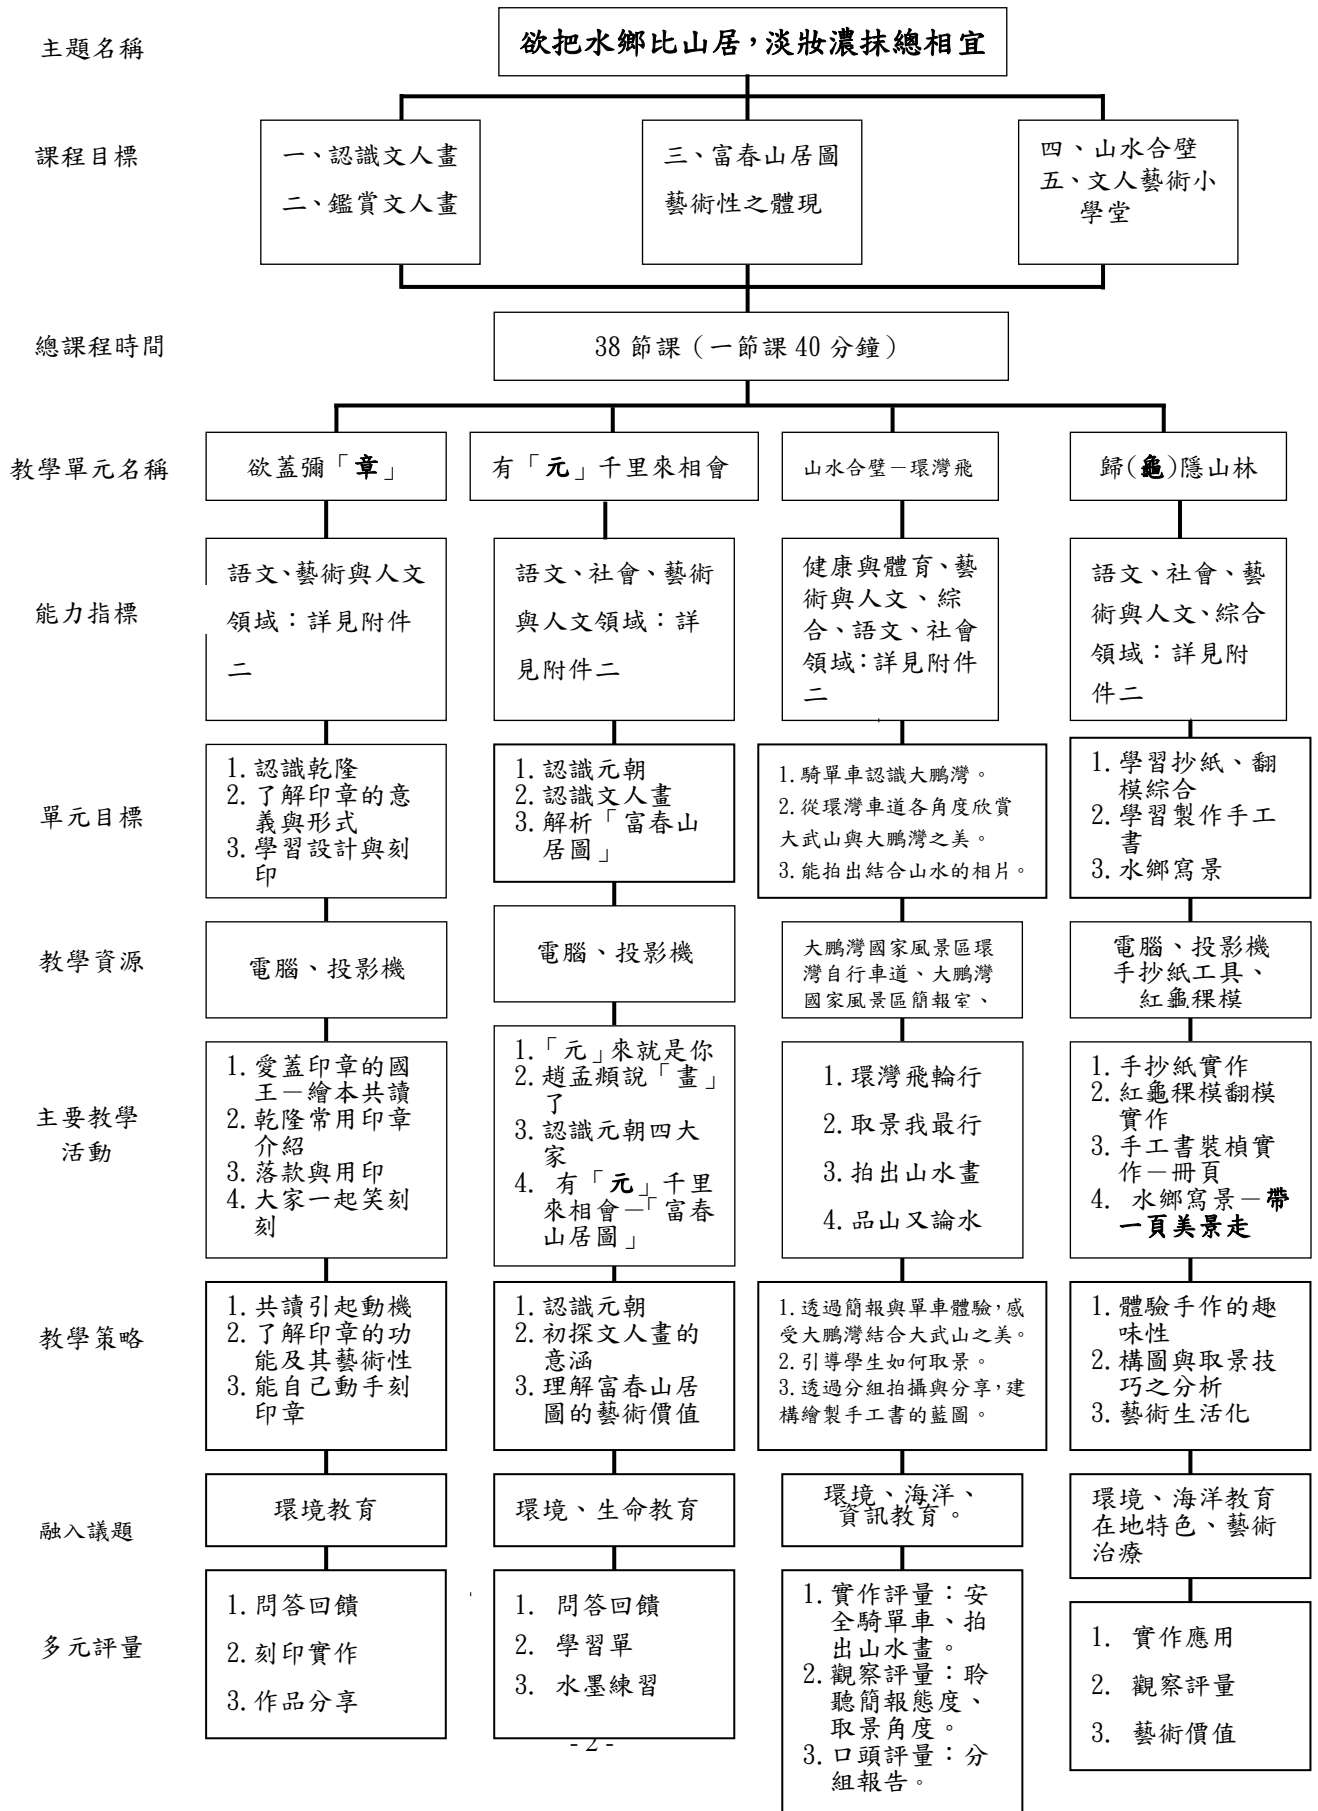 主題名稱
欲把水鄉比山居，淡妝濃抹總相宜
課程目標
一、認識文人畫
二、鑑賞文人畫
三、富春山居圖
藝術性之體現
四、山水合壁
五、文人藝術小
學堂
總課程時間
38 節課（一節課 40 分鐘）
教學單元名稱
欲蓋彌「章」
有「元」千里來相會
山水合璧－環灣飛
歸(龜)隱山林
能力指標
語文、藝術與人文
領域：詳見附件
二
語文、社會、藝術
與人文領域：詳
見附件二
健康與體育、藝
術與人文、綜
合、語文、社會
領域：詳見附件
二
語文、社會、藝
術與人文、綜合
領域：詳見附
件二
單元目標
1.認識乾隆
2.了解印章的意
義與形式
3.學習設計與刻
印
1.認識元朝
2.認識文人畫
3.解析「富春山
居圖」
1.騎單車認識大鵬灣。
2.從環灣車道各角度欣賞
大武山與大鵬灣之美。
3.能拍出結合山水的相片。
1.學習抄紙、翻
模綜合
2.學習製作手工
書
3.水鄉寫景
教學資源
電腦、投影機
電腦、投影機
大鵬灣國家風景區環
灣自行車道、大鵬灣
國家風景區簡報室、
電腦、投影機
手抄紙工具、
紅龜粿模
主要教學
活動
1.愛蓋印章的國
王－繪本共讀
2.乾隆常用印章
介紹
3.落款與用印
4.大家一起笑刻
刻
1.「元」來就是你
2.趙孟頫說「畫」
了
3.認識元朝四大
家
4. 有「元」千里
來相會－「富春
山居圖」
1.環灣飛輪行
2.取景我最行
3.拍出山水畫
4.品山又論水
1.手抄紙實作
2.紅龜粿模翻模
實作
3.手工書裝楨實
作－冊頁
4. 水鄉寫景－帶
一頁美景走
教學策略
1.共讀引起動機
2.了解印章的功
能及其藝術性
3.能自己動手刻
印章
1.認識元朝
2.初探文人畫的
意涵
3.理解富春山居
圖的藝術價值
1.透過簡報與單車體驗，感
受大鵬灣結合大武山之美。
2.引導學生如何取景。
3.透過分組拍攝與分享，建
構繪製手工書的藍圖。
1.體驗手作的趣
味性
2.構圖與取景技
巧之分析
3.藝術生活化
融入議題
環境教育
環境、生命教育
環境、海洋、
資訊教育。
環境、海洋教育
在地特色、藝術
治療
多元評量
1.問答回饋
2.刻印實作
3.作品分享
1. 問答回饋
2. 學習單
3. 水墨練習
1.實作評量：安
全騎單車、拍
出山水畫。
2.觀察評量：聆
聽簡報態度、
取景角度。
3.口頭評量：分
組報告。
1. 實作應用
2. 觀察評量
3. 藝術價值
- 2 -